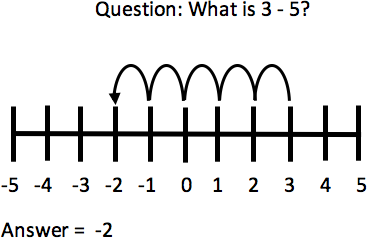 Question: What is 3 - 5?
-5 -4 -3 -2 -1 0 1 2 3 4 5
Answer = -2